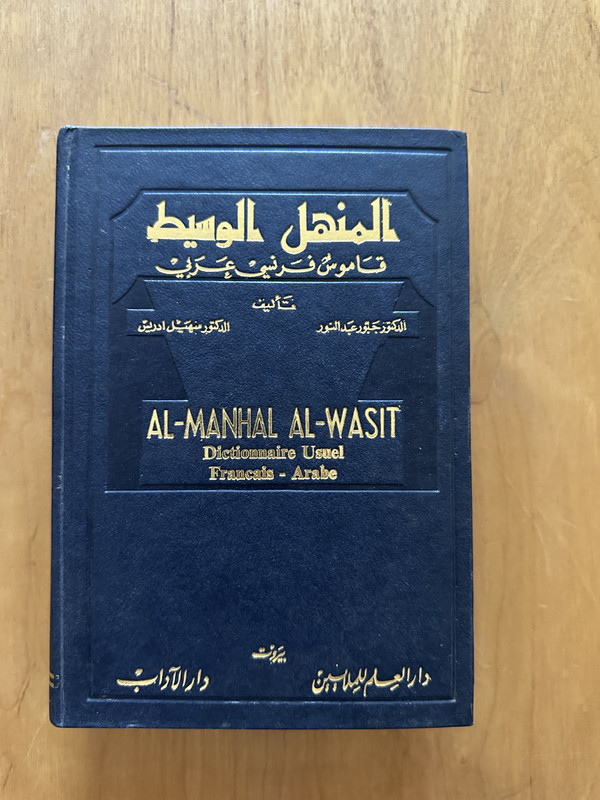 المنهل الوسيط
قاموس فرنسي عربي
تأليف
الدكتور جبور عبد النور
الدكتور سهيل ادريس
AL-MANHAL AL-WASIT
Dictionnaire Usuel
Francais - Arabe
بيروت
دار العلم للملايين
دار الآداب